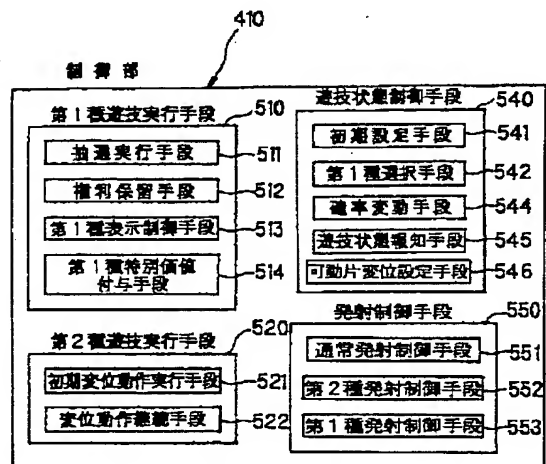 410
制御部
第1種遊技実行手段 510
抽選実行手段 511
権利保留手段 512
第1種表示制御手段 513
第1種特別価値
付与手段 514
第2種遊技実行手段 520
初期変位動作実行手段 521
変位動作継続手段 522
遊技状態制御手段 540
初期設定手段 541
第1種選択手段 542
確率変動手段 544
遊技状態報知手段 545
可動片変位設定手段 546
発射制御手段 550
通常発射制御手段 551
第2種発射制御手段 552
第1種発射制御手段 553